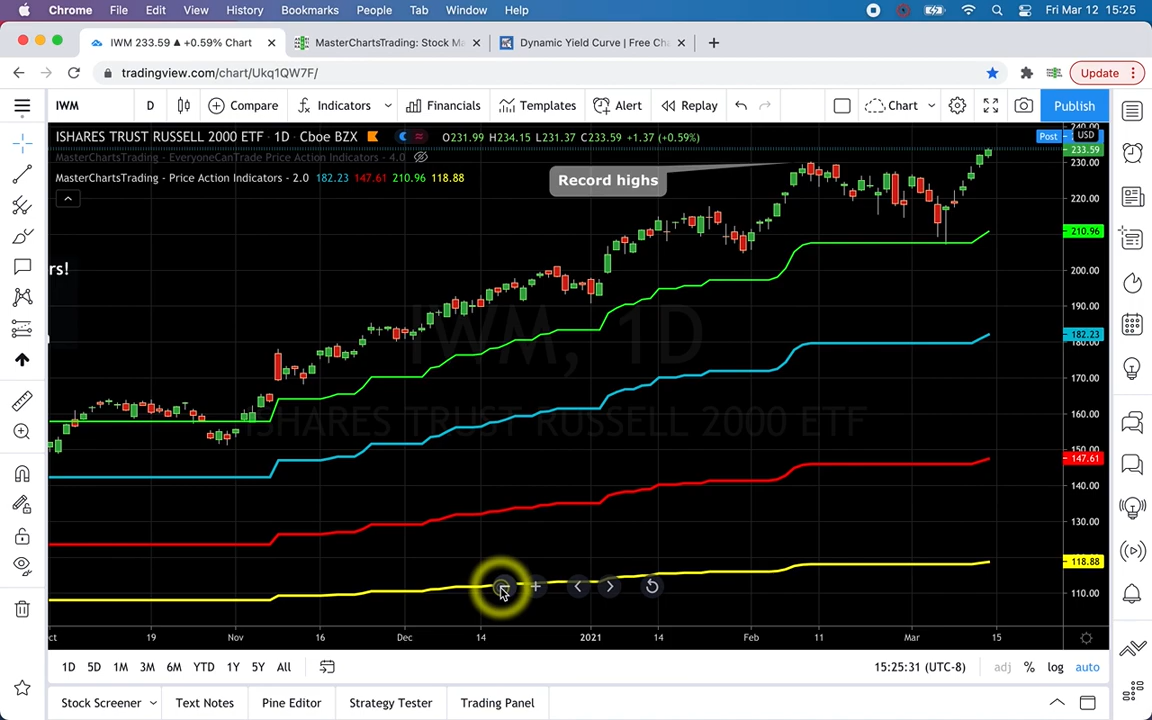 Chrome File Edit View History Bookmarks People Tab Window Help Fri Mar 12 15:25
IWM 233.59 ▲ +0.59% Chart MasterChartsTrading: Stock Ma Dynamic Yield Curve | Free Cha
tradingview.com/chart/Ukq1QW7F/ Update
IWM D Compare Indicators Financials Templates Alert Replay Chart Publish
ISHARES TRUST RUSSELL 2000 ETF · 1D · Cboe BZX O231.99 H234.15 L231.37 C233.59 +1.37 (+0.59%)
MasterChartsTrading - EveryoneCanTrade Price Action Indicators - 4.0
MasterChartsTrading - Price Action Indicators - 2.0 182.23 147.61 210.96 118.88
Record highs
rs!
IWM, 1D
ISHARES TRUST RUSSELL 2000 ETF
240.00
Post USD
233.59
230.00
220.00
210.96
200.00
190.00
182.23
180.00
170.00
160.00
150.00
147.61
140.00
130.00
118.88
110.00
ct 19 Nov 16 Dec 14 2021 14 Feb 11 Mar 15
1D 5D 1M 3M 6M YTD 1Y 5Y All 15:25:31 (UTC-8) adj % log auto
Stock Screener Text Notes Pine Editor Strategy Tester Trading Panel